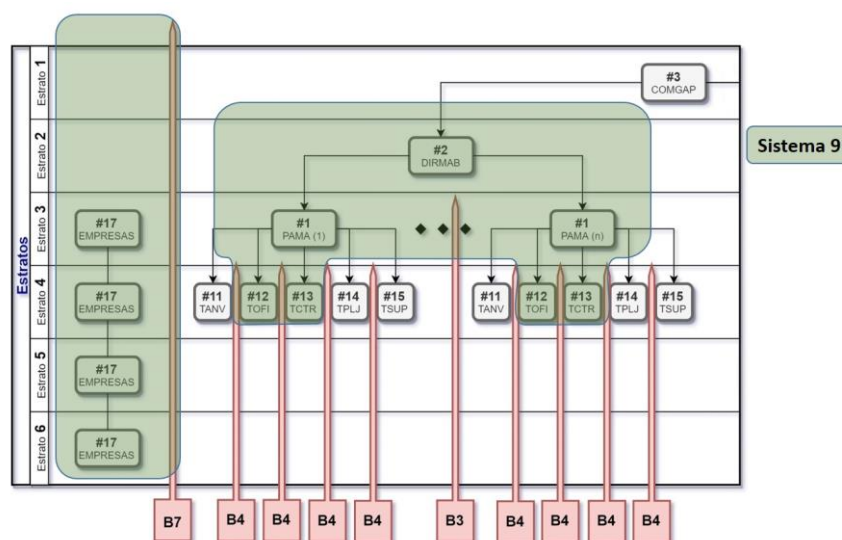 Estratos
Estrato 1
#3
COMGAP
Estrato 2
#2
DIRMAB
Sistema 9
Estrato 3
#17
EMPRESAS
#1
PAMA (1)
#1
PAMA (n)
Estrato 4
#17
EMPRESAS
#11
TANV
#12
TOFI
#13
TCTR
#14
TPLJ
#15
TSUP
#11
TANV
#12
TOFI
#13
TCTR
#14
TPLJ
#15
TSUP
Estrato 5
#17
EMPRESAS
Estrato 6
#17
EMPRESAS
B7
B4
B4
B4
B4
B3
B4
B4
B4
B4